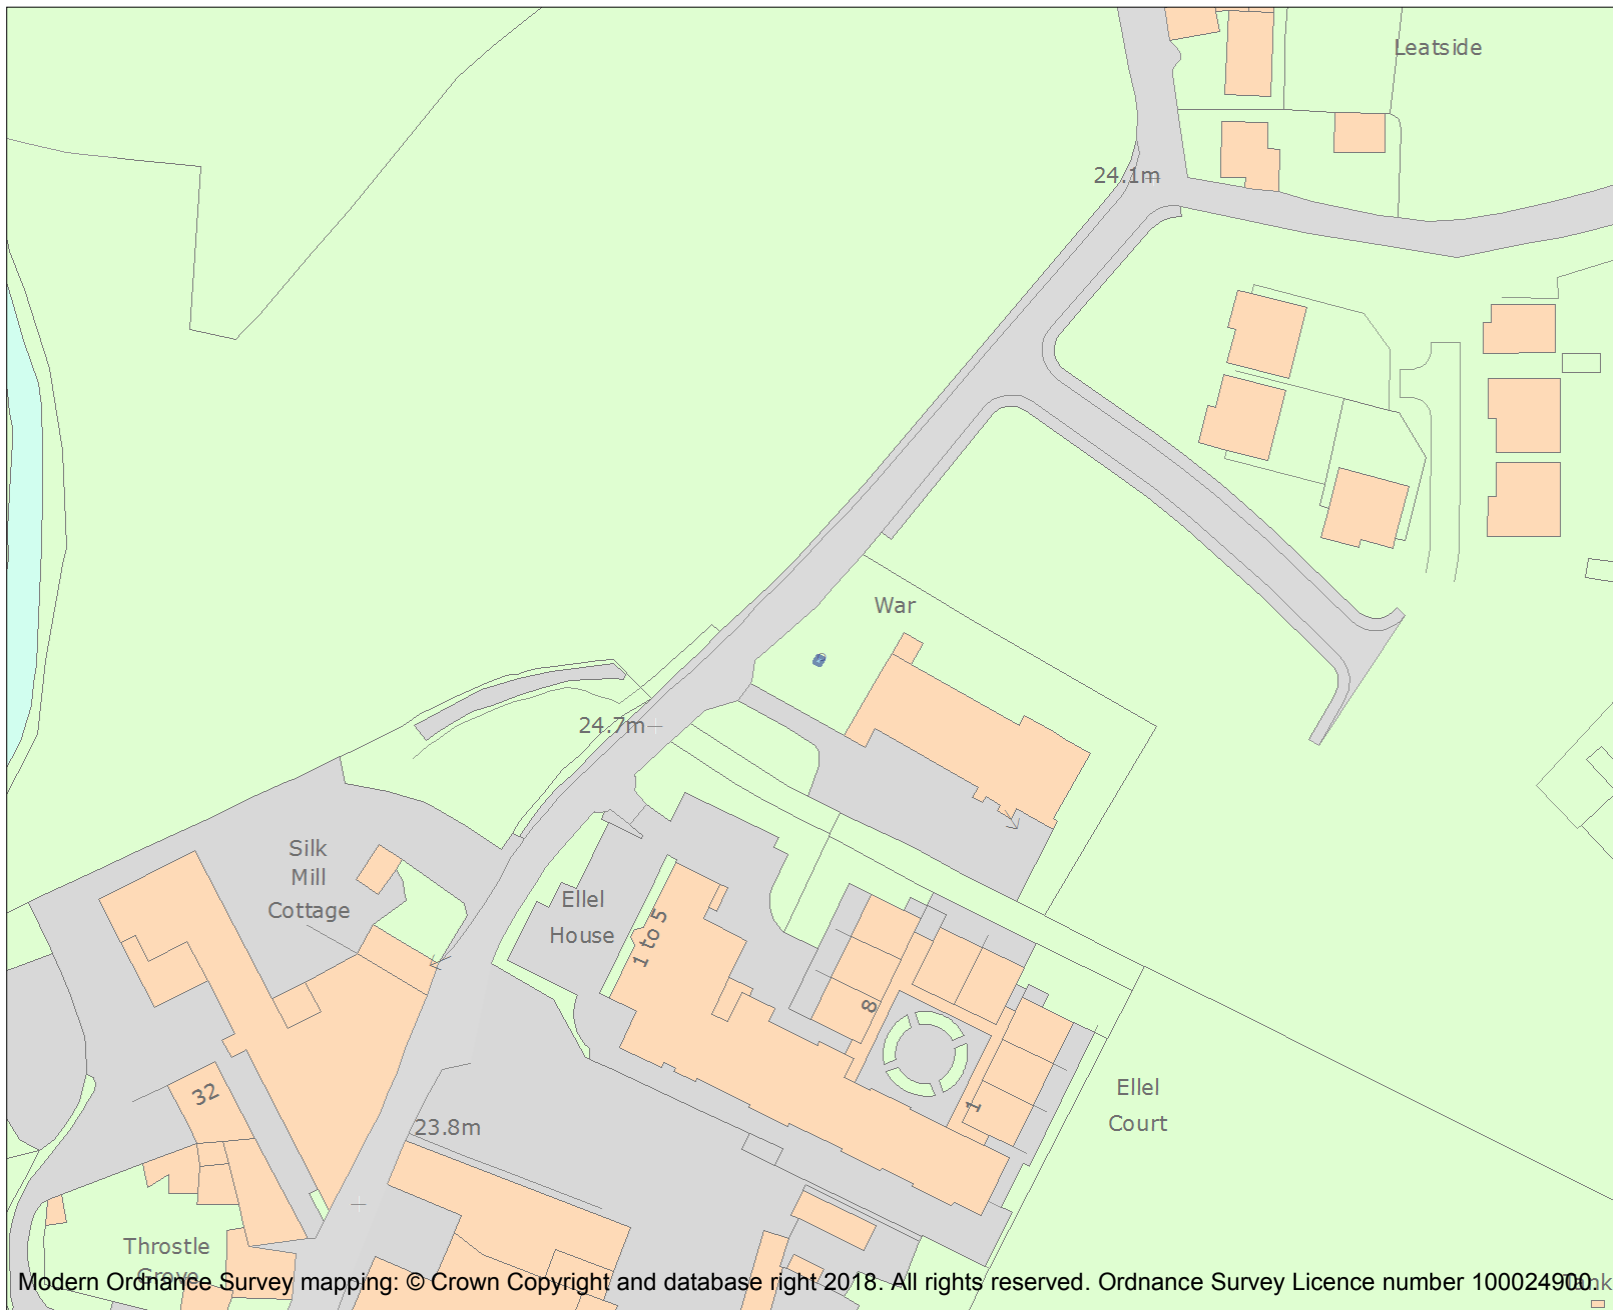 Leatside
24.1m
War
24.7m
Silk
Mill
Cottage
Ellel
House
1 to 5
8
1
Ellel
Court
32
23.8m
Throstle
Grove
Tank
Modern Ordnance Survey mapping: © Crown Copyright and database right 2018. All rights reserved. Ordnance Survey Licence number 100024900.